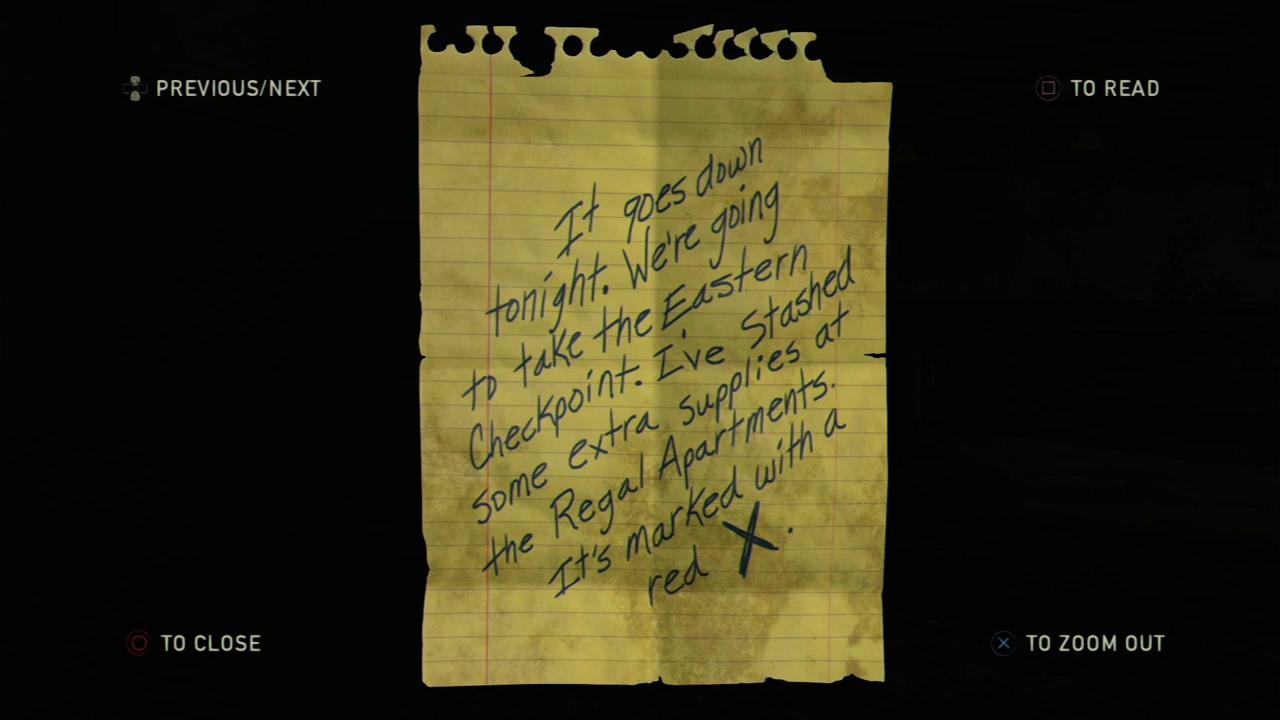 PREVIOUS/NEXT
TO READ
It goes down
tonight. We're going
to take the Eastern
Checkpoint. I've Stashed
some extra supplies at
the Regal Apartments.
It's marked with a
red X.
TO CLOSE
TO ZOOM OUT